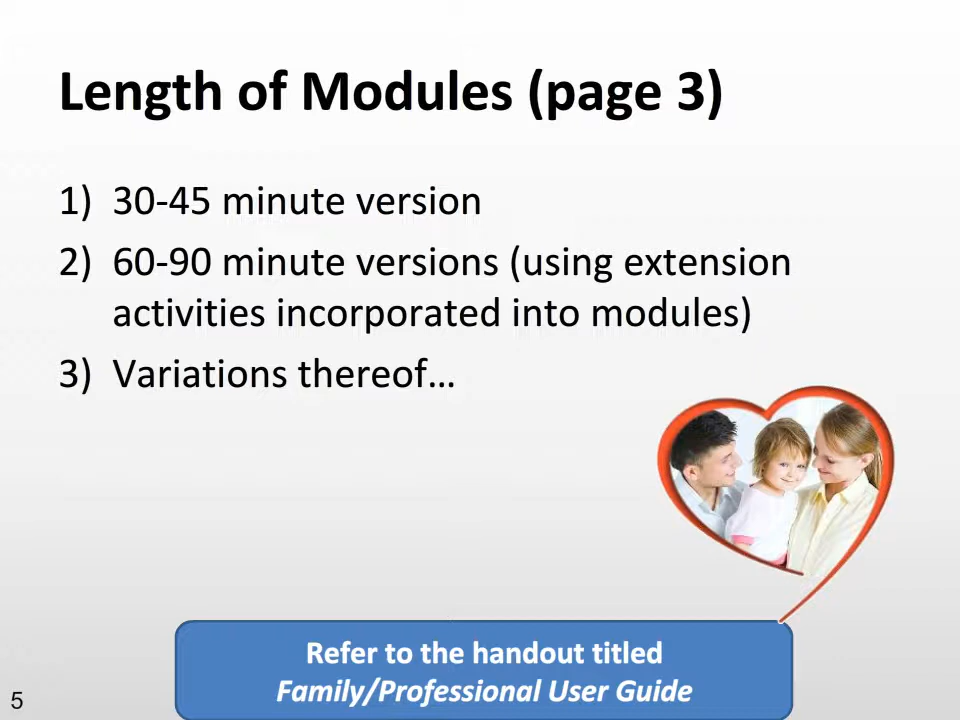 Length of Modules (page 3)
1) 30-45 minute version
2) 60-90 minute versions (using extension
activities incorporated into modules)
3) Variations thereof…
Refer to the handout titled
Family/Professional User Guide
5